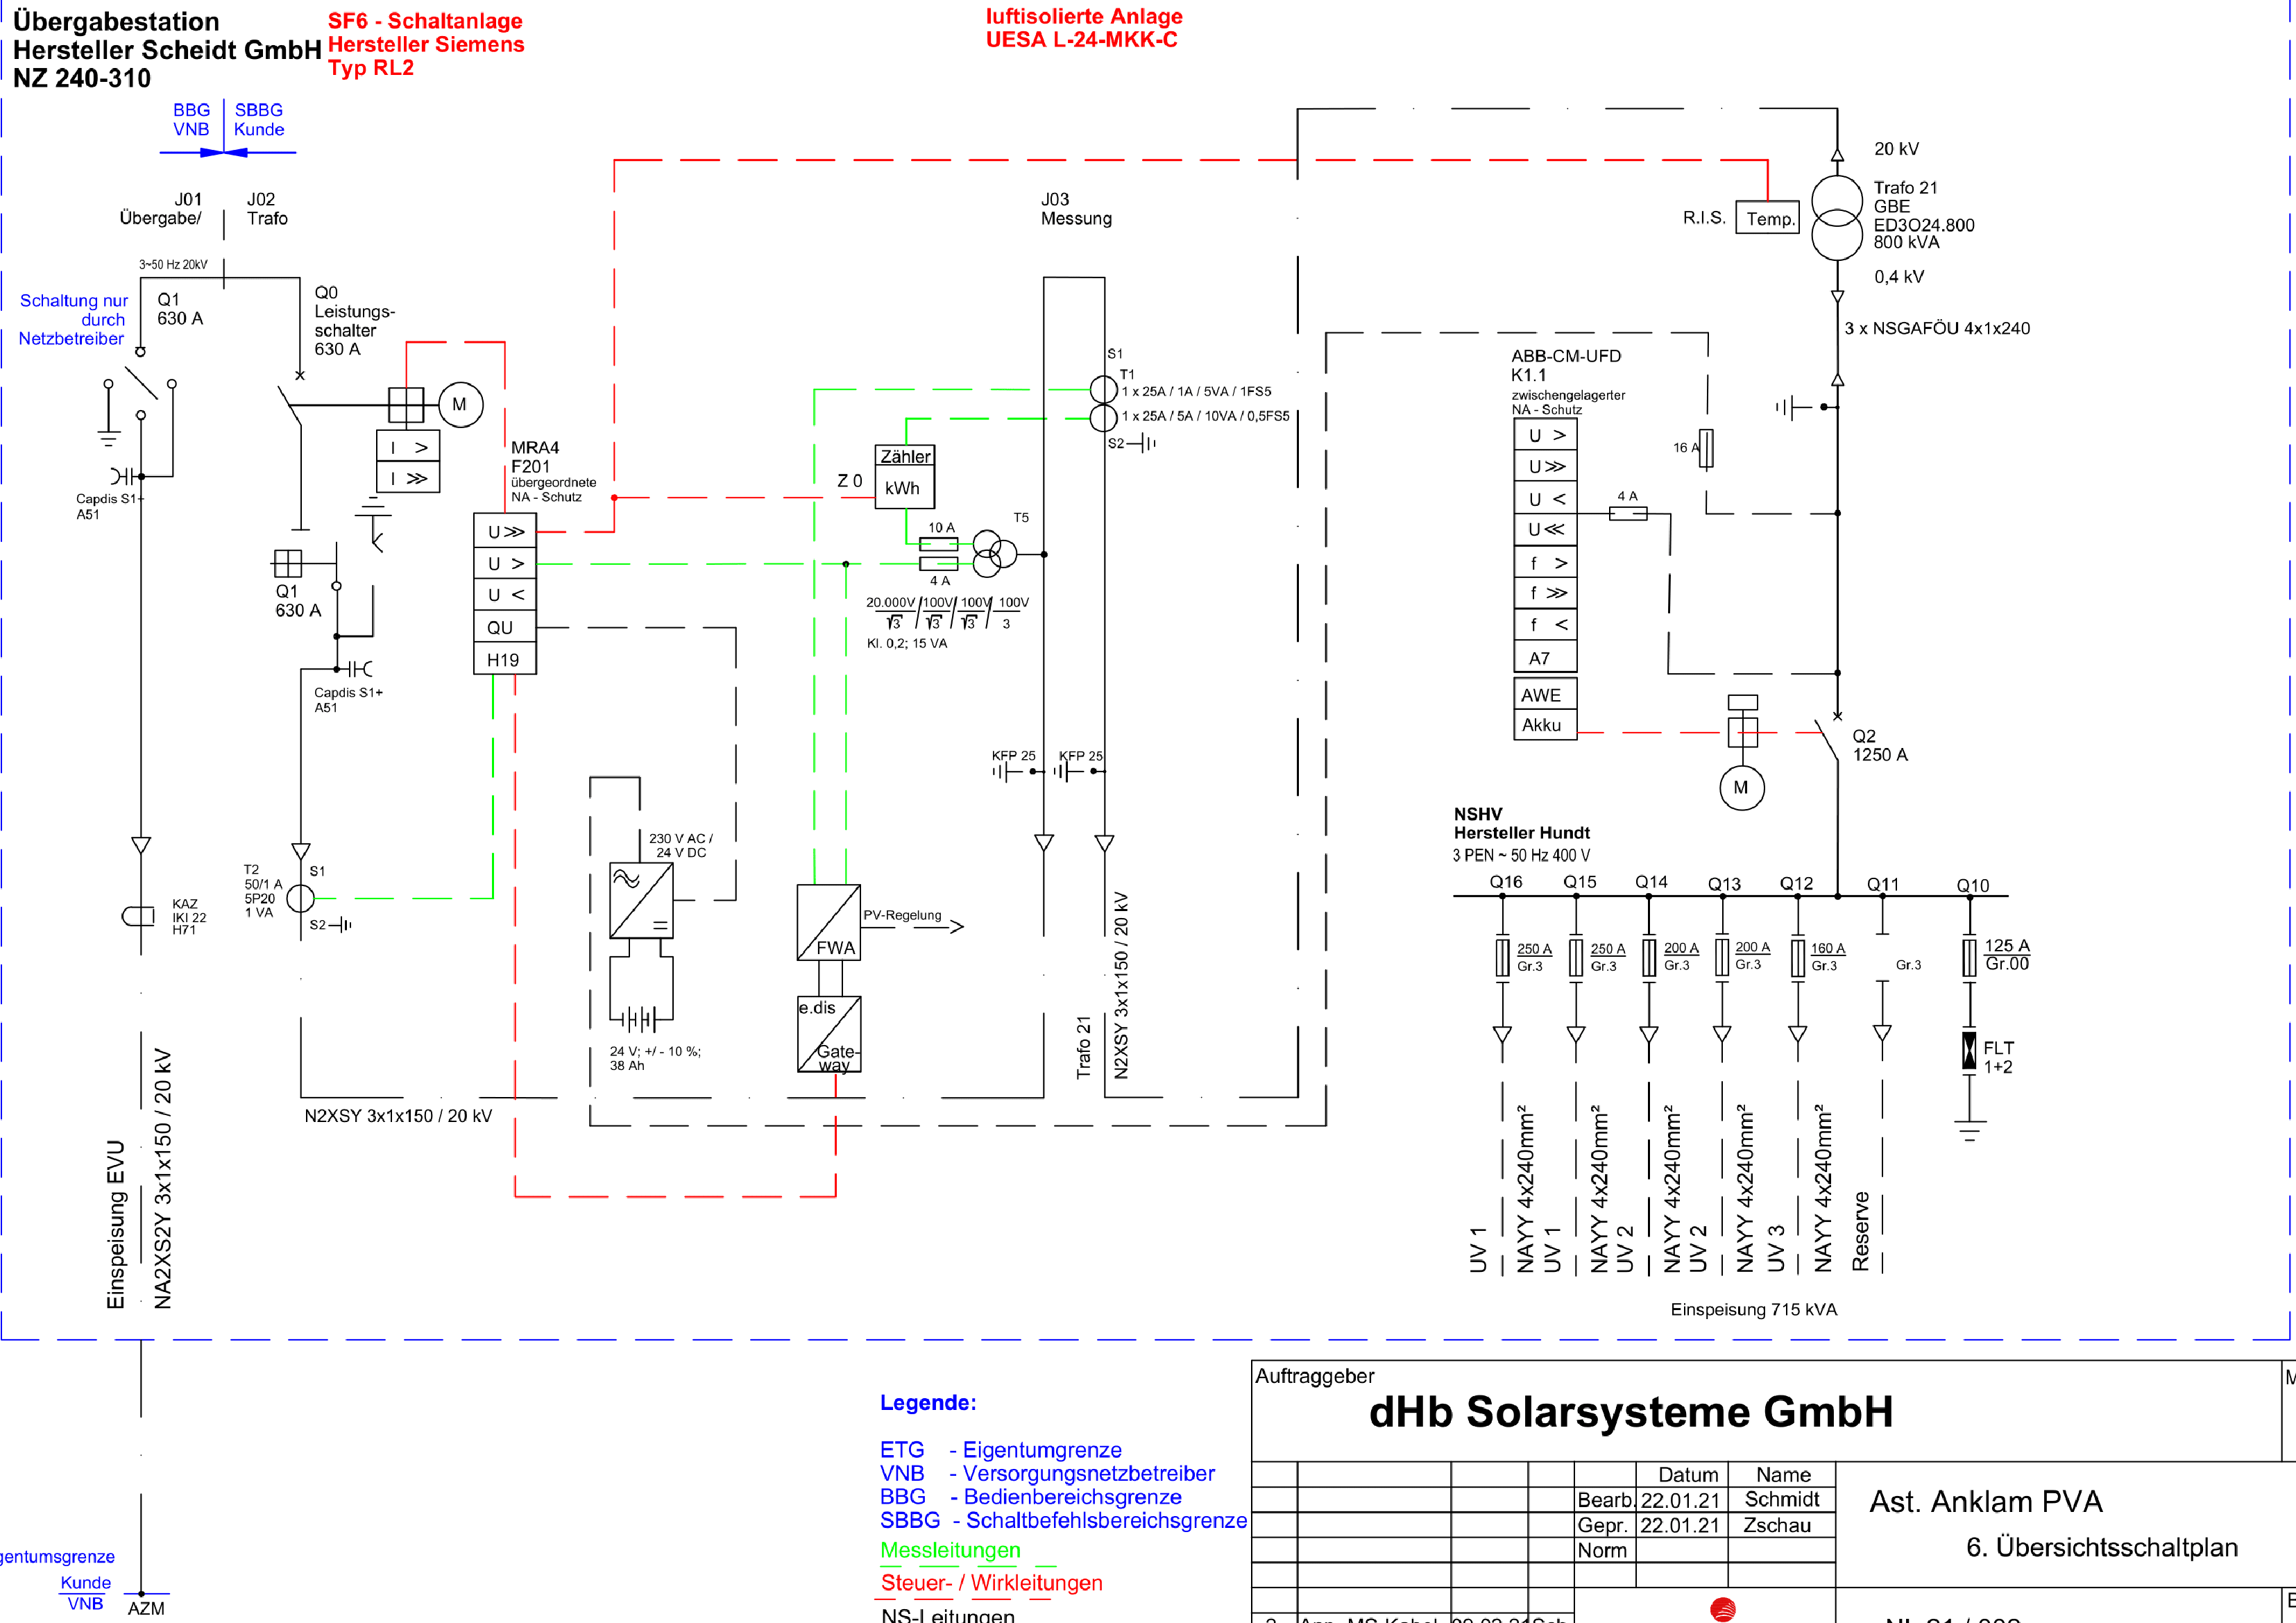 Übergabestation
Hersteller Scheidt GmbH
NZ 240-310
SF6 - Schaltanlage
Hersteller Siemens
Typ RL2
luftisolierte Anlage
UESA L-24-MKK-C
BBG
VNB
SBBG
Kunde
J01
Übergabe/
J02
Trafo
3~50 Hz 20kV
Schaltung nur
durch
Netzbetreiber
Q1
630 A
Q0
Leistungs-
schalter
630 A
M
I >
I >>
Capdis S1+
A51
Q1
630 A
Capdis S1+
A51
MRA4
F201
übergeordnete
NA - Schutz
U >>
U >
U <
QU
H19
J03
Messung
S1
T1
1 x 25A / 1A / 5VA / 1FS5
1 x 25A / 5A / 10VA / 0,5FS5
S2
Z 0
Zähler
kWh
10 A
4 A
T5
20.000V / 100V / 100V / 100V
√3 / √3 / √3 / 3
Kl. 0,2; 15 VA
KFP 25
KFP 25
T2
50/1 A
5P20
1 VA
S1
S2
KAZ
IKI 22
H71
230 V AC /
24 V DC
24 V; +/ - 10 %;
38 Ah
FWA
PV-Regelung
e.dis
Gate-
way
N2XSY 3x1x150 / 20 kV
Trafo 21
N2XSY 3x1x150 / 20 kV
Einspeisung EVU
NA2XS2Y 3x1x150 / 20 kV
20 kV
R.I.S.
Temp.
Trafo 21
GBE
ED3O24.800
800 kVA
0,4 kV
3 x NSGAFÖU 4x1x240
ABB-CM-UFD
K1.1
zwischengelagerter
NA - Schutz
U >
U >>
U <
U <<
f >
f >>
f <
A7
AWE
Akku
4 A
16 A
M
Q2
1250 A
NSHV
Hersteller Hundt
3 PEN ~ 50 Hz 400 V
Q16
Q15
Q14
Q13
Q12
Q11
Q10
250 A
Gr.3
250 A
Gr.3
200 A
Gr.3
200 A
Gr.3
160 A
Gr.3
Gr.3
125 A
Gr.00
FLT
1+2
UV 1
NAYY 4x240mm²
UV 1
NAYY 4x240mm²
UV 2
NAYY 4x240mm²
UV 2
NAYY 4x240mm²
UV 3
NAYY 4x240mm²
Reserve
Einspeisung 715 kVA
Legende:
ETG - Eigentumgrenze
VNB - Versorgungsnetzbetreiber
BBG - Bedienbereichsgrenze
SBBG - Schaltbefehlsbereichsgrenze
Messleitungen
Steuer- / Wirkleitungen
NS-Leitungen
gentumsgrenze
Kunde
VNB
AZM
Auftraggeber
dHb Solarsysteme GmbH
Datum Name
Bearb. 22.01.21 Schmidt
Gepr. 22.01.21 Zschau
Norm
Ast. Anklam PVA
6. Übersichtsschaltplan